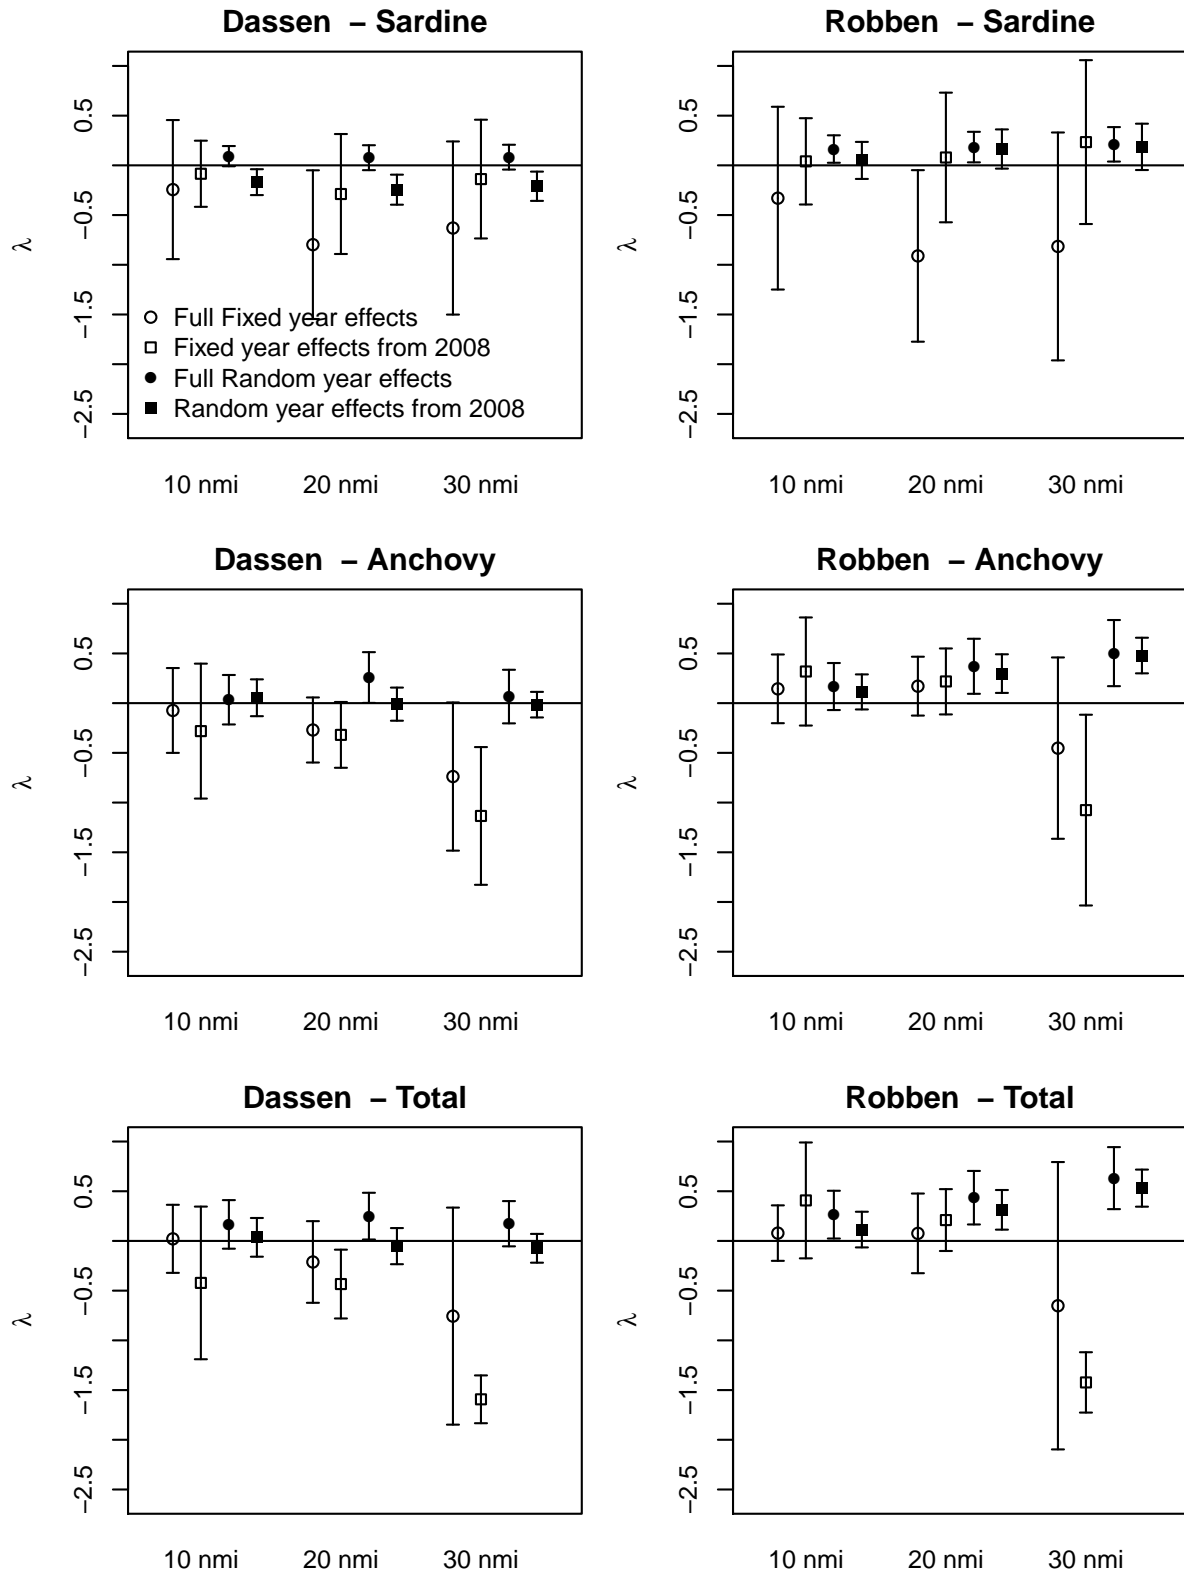 Dassen – Sardine
λ
0.5
−0.5
−1.5
−2.5
Full Fixed year effects
Fixed year effects from 2008
Full Random year effects
Random year effects from 2008
10 nmi
20 nmi
30 nmi
Robben – Sardine
λ
0.5
−0.5
−1.5
−2.5
10 nmi
20 nmi
30 nmi
Dassen – Anchovy
λ
0.5
−0.5
−1.5
−2.5
10 nmi
20 nmi
30 nmi
Robben – Anchovy
λ
0.5
−0.5
−1.5
−2.5
10 nmi
20 nmi
30 nmi
Dassen – Total
λ
0.5
−0.5
−1.5
−2.5
10 nmi
20 nmi
30 nmi
Robben – Total
λ
0.5
−0.5
−1.5
−2.5
10 nmi
20 nmi
30 nmi